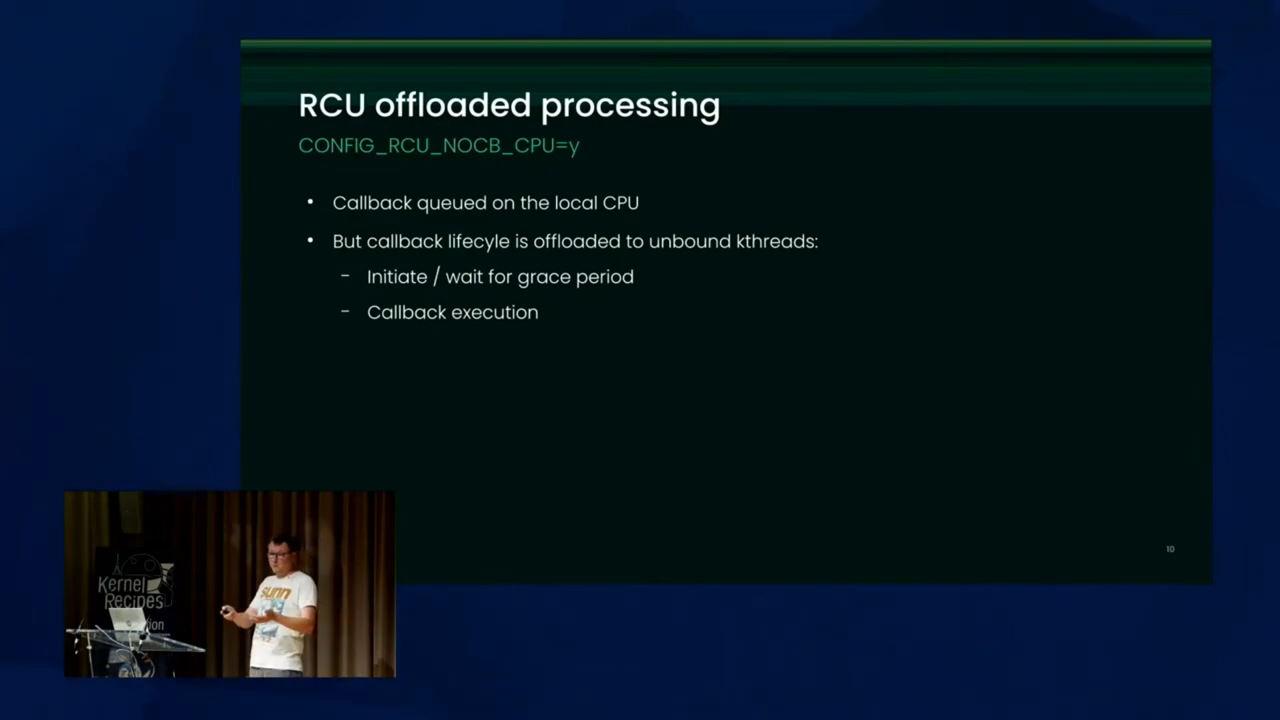 RCU offloaded processing
CONFIG_RCU_NOCB_CPU=y
• Callback queued on the local CPU
• But callback lifecyle is offloaded to unbound kthreads:
- Initiate / wait for grace period
- Callback execution
10
Kernel
Recipes
sunn